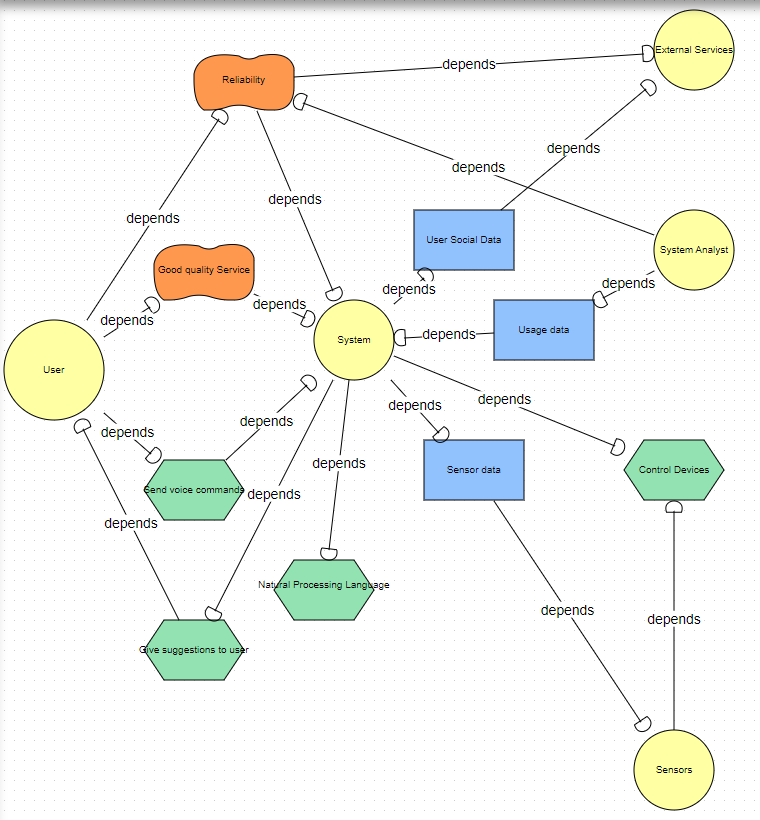 External Services
depends
Reliability
depends
depends
depends
depends
User Social Data
System Analyst
Good quality Service
depends
depends
depends
depends
Usage data
depends
System
User
depends
depends
depends
depends
depends
Sensor data
Control Devices
Send voice commands
depends
depends
Natural Processing Language
depends
depends
Give suggestions to user
Sensors